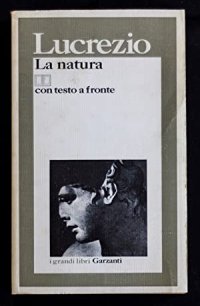 Lucrezio
La natura
con testo a fronte
i grandi libri Garzanti